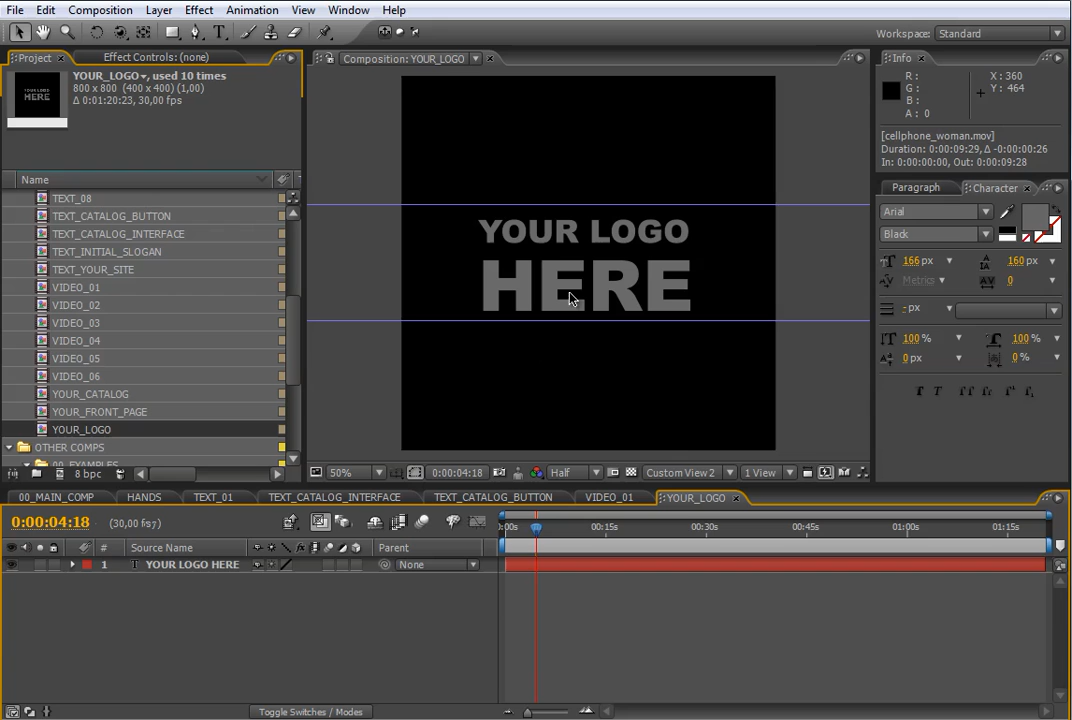 File Edit Composition Layer Effect Animation View Window Help
Workspace: Standard
Project Effect Controls: (none)
YOUR_LOGO, used 10 times
800 x 800 (400 x 400) (1,00)
Δ 0:01:20:23, 30,00 fps
Name
TEXT_08
TEXT_CATALOG_BUTTON
TEXT_CATALOG_INTERFACE
TEXT_INITIAL_SLOGAN
TEXT_YOUR_SITE
VIDEO_01
VIDEO_02
VIDEO_03
VIDEO_04
VIDEO_05
VIDEO_06
YOUR_CATALOG
YOUR_FRONT_PAGE
YOUR_LOGO
OTHER COMPS
00_EXAMPLES
8 bpc
Composition: YOUR_LOGO
YOUR LOGO
HERE
50% 0:00:04:18 Half Custom View 2 1 View
Info
R : X : 360
G : Y : 464
B :
A : 0
[cellphone_woman.mov]
Duration: 0:00:09:29, Δ -0:00:00:26
In: 0:00:00:00, Out: 0:00:09:28
Paragraph Character
Arial
Black
166 px 160 px
Metrics 0
- px
100 % 100 %
0 px 0 %
00_MAIN_COMP HANDS TEXT_01 TEXT_CATALOG_INTERFACE TEXT_CATALOG_BUTTON VIDEO_01 YOUR_LOGO
0:00:04:18 (30,00 fps)
:00s 00:15s 00:30s 00:45s 01:00s 01:15s
# Source Name Parent
1 T YOUR LOGO HERE None
Toggle Switches / Modes